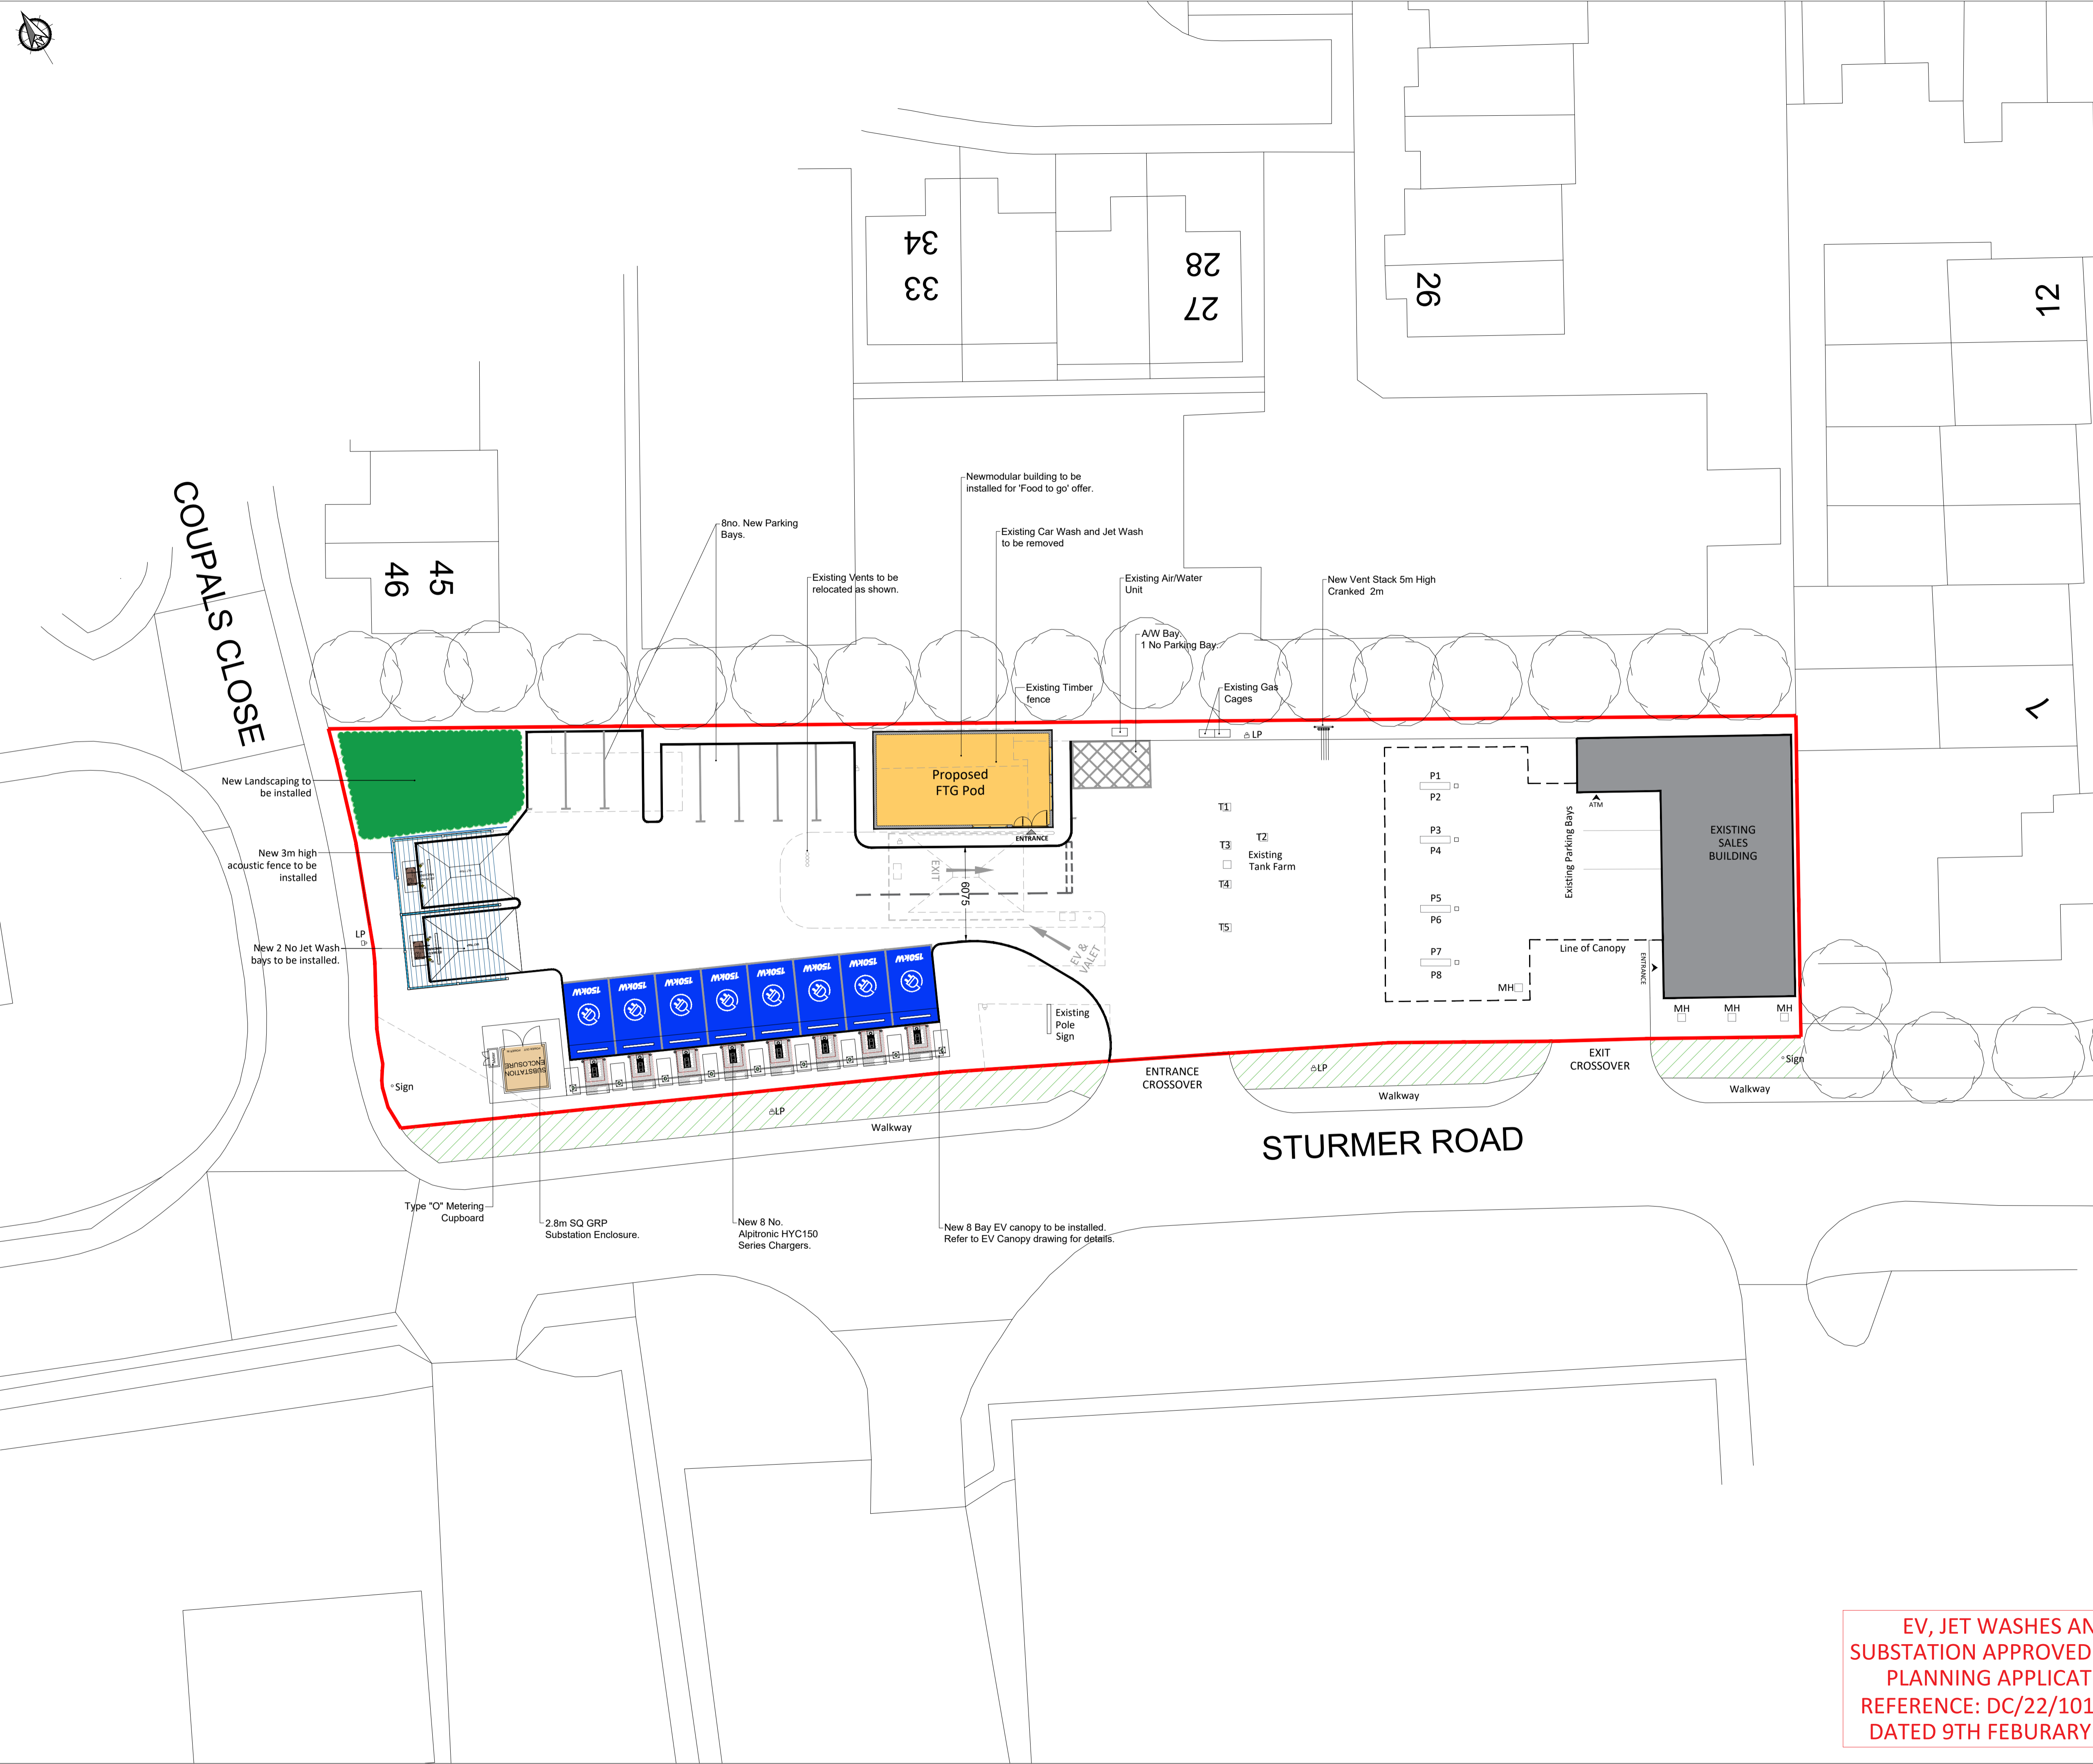 34
33
28
27
26
12
7
COUPALS CLOSE
46
45
Newmodular building to be
installed for 'Food to go' offer.
8no. New Parking
Bays.
Existing Car Wash and Jet Wash
to be removed
Existing Vents to be
relocated as shown.
Existing Air/Water
Unit
New Vent Stack 5m High
Cranked 2m
A/W Bay.
1 No Parking Bay.
Existing Timber
fence
Existing Gas
Cages
LP
New Landscaping to
be installed
Proposed
FTG Pod
ENTRANCE
EXIT
6075
EV &
VALET
New 3m high
acoustic fence to be
installed
LP
New 2 No Jet Wash
bays to be installed.
T1
T2
T3
Existing
Tank Farm
T4
T5
P1
P2
P3
P4
P5
P6
P7
P8
MH
Existing Parking Bays
ATM
EXISTING
SALES
BUILDING
Line of Canopy
ENTRANCE
MH
MH
MH
150KW
150KW
150KW
150KW
150KW
150KW
150KW
150KW
Existing
Pole
Sign
SUBSTATION
ENCLOSURE
Sign
ENTRANCE
CROSSOVER
EXIT
CROSSOVER
Sign
LP
LP
Walkway
Walkway
Walkway
STURMER ROAD
Type "O" Metering
Cupboard
2.8m SQ GRP
Substation Enclosure.
New 8 No.
Alpitronic HYC150
Series Chargers.
New 8 Bay EV canopy to be installed.
Refer to EV Canopy drawing for details.
EV, JET WASHES AN
SUBSTATION APPROVED
PLANNING APPLICAT
REFERENCE: DC/22/101
DATED 9TH FEBURARY